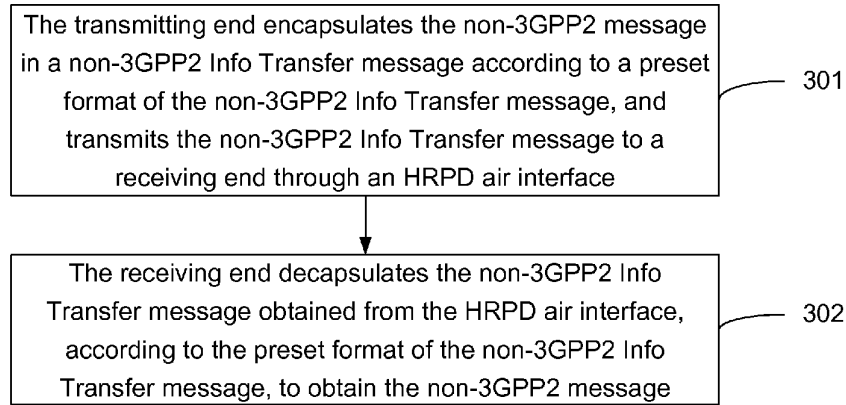 The transmitting end encapsulates the non-3GPP2 message
in a non-3GPP2 Info Transfer message according to a preset
format of the non-3GPP2 Info Transfer message, and
transmits the non-3GPP2 Info Transfer message to a
receiving end through an HRPD air interface
301
The receiving end decapsulates the non-3GPP2 Info
Transfer message obtained from the HRPD air interface,
according to the preset format of the non-3GPP2 Info
Transfer message, to obtain the non-3GPP2 message
302